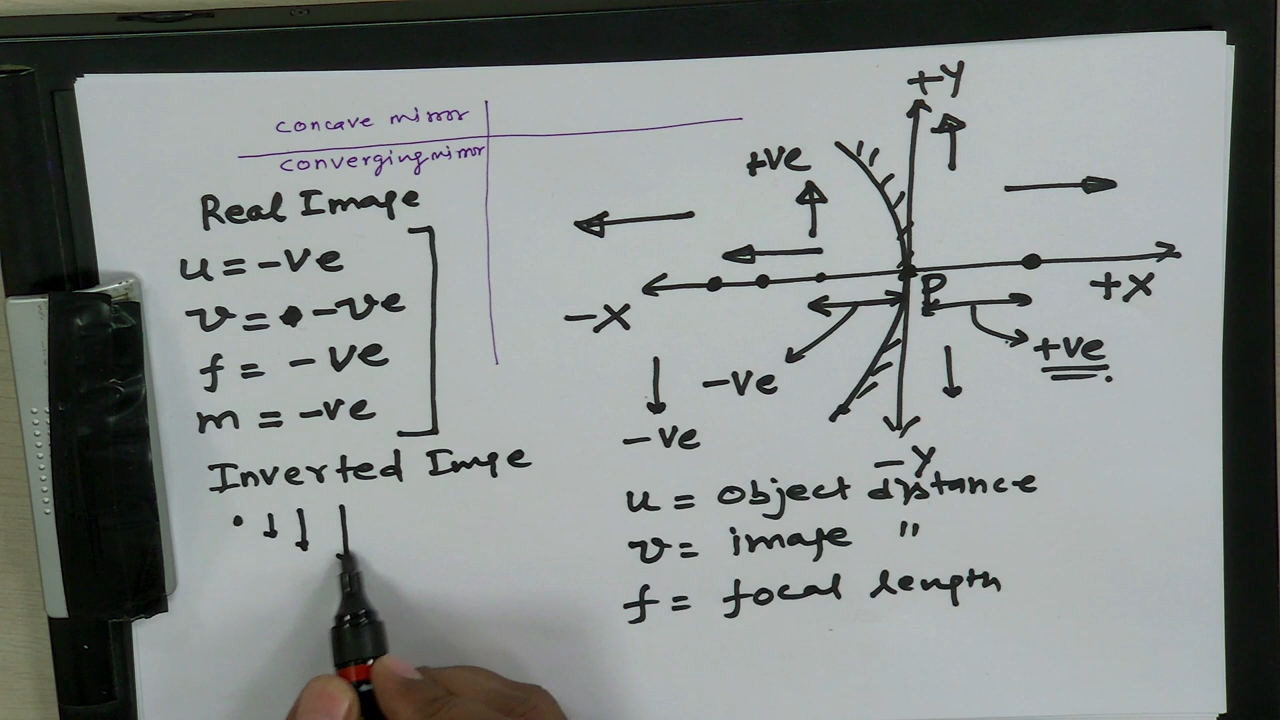 concave mirror
converging mirror
Real Image
u = -ve
v = -ve
f = -ve
m = -ve
Inverted Impe
+Y
+ve
-X
P
+X
+ve
-ve
-ve
-Y
u = object distance
v = image "
f = focal length